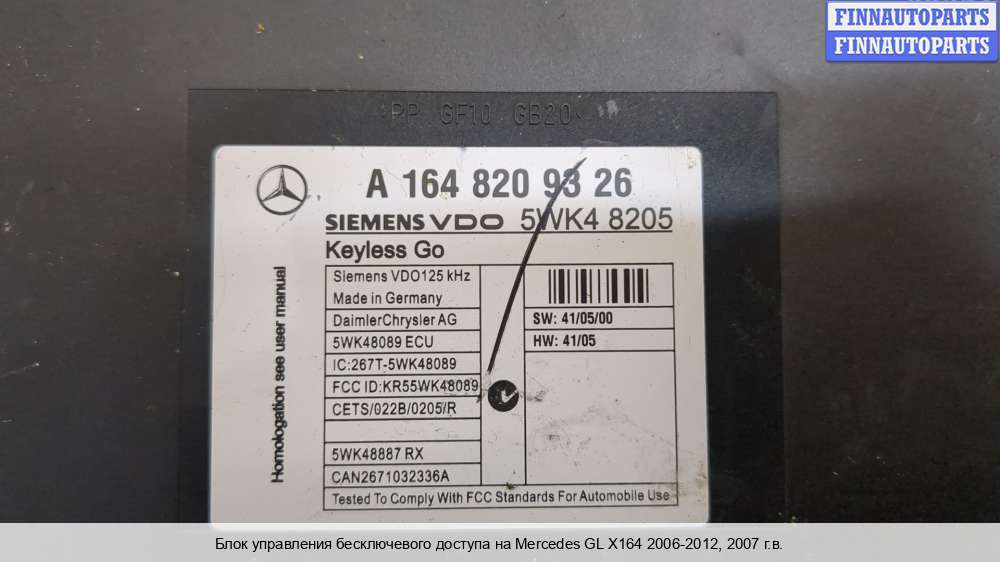 FINNAUTOPARTS
FINNAUTOPARTS
PP GF10 GB20
A 164 820 93 26
SIEMENS VDO 5WK4 8205
Keyless Go
Homologation see user manual
Siemens VDO125 kHz
Made in Germany
DaimlerChrysler AG
5WK48089 ECU
IC:267T-5WK48089
FCC ID:KR55WK48089
CETS/022B/0205/R
5WK48887 RX
CAN2671032336A
SW: 41/05/00
HW: 41/05
Tested To Comply With FCC Standards For Automobile Use
Блок управления бесключевого доступа на Mercedes GL X164 2006-2012, 2007 г.в.